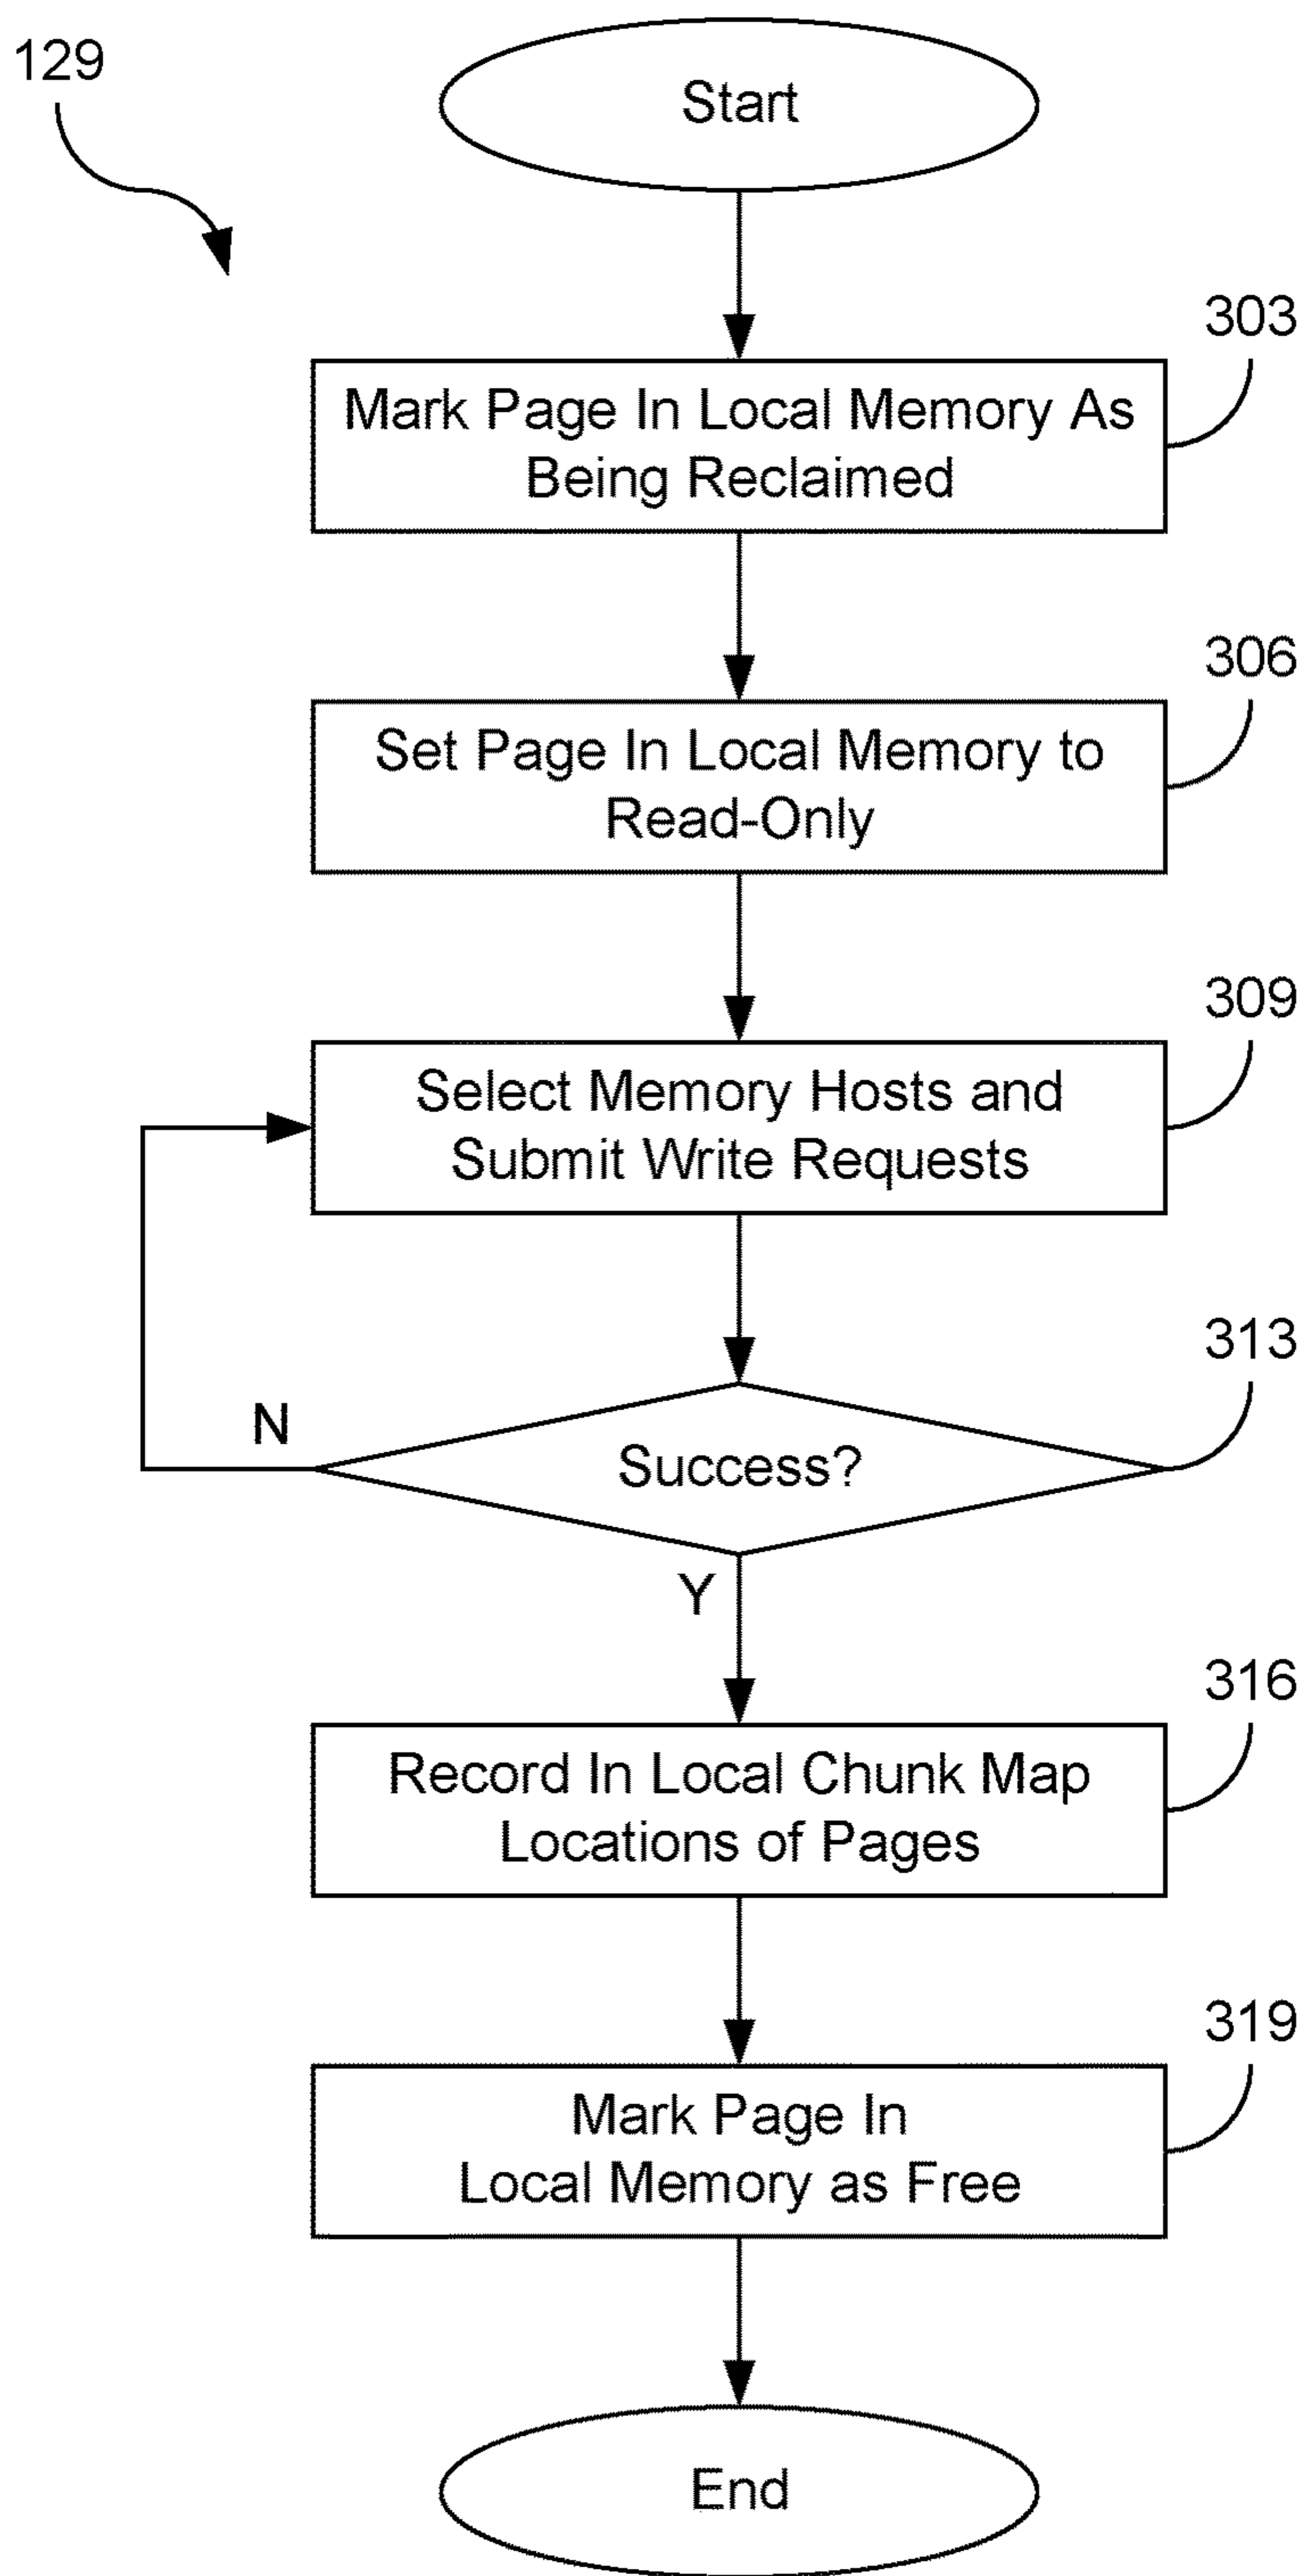 129
Start
303
Mark Page In Local Memory As
Being Reclaimed
306
Set Page In Local Memory to
Read-Only
309
Select Memory Hosts and
Submit Write Requests
313
N
Success?
Y
316
Record In Local Chunk Map
Locations of Pages
319
Mark Page In
Local Memory as Free
End